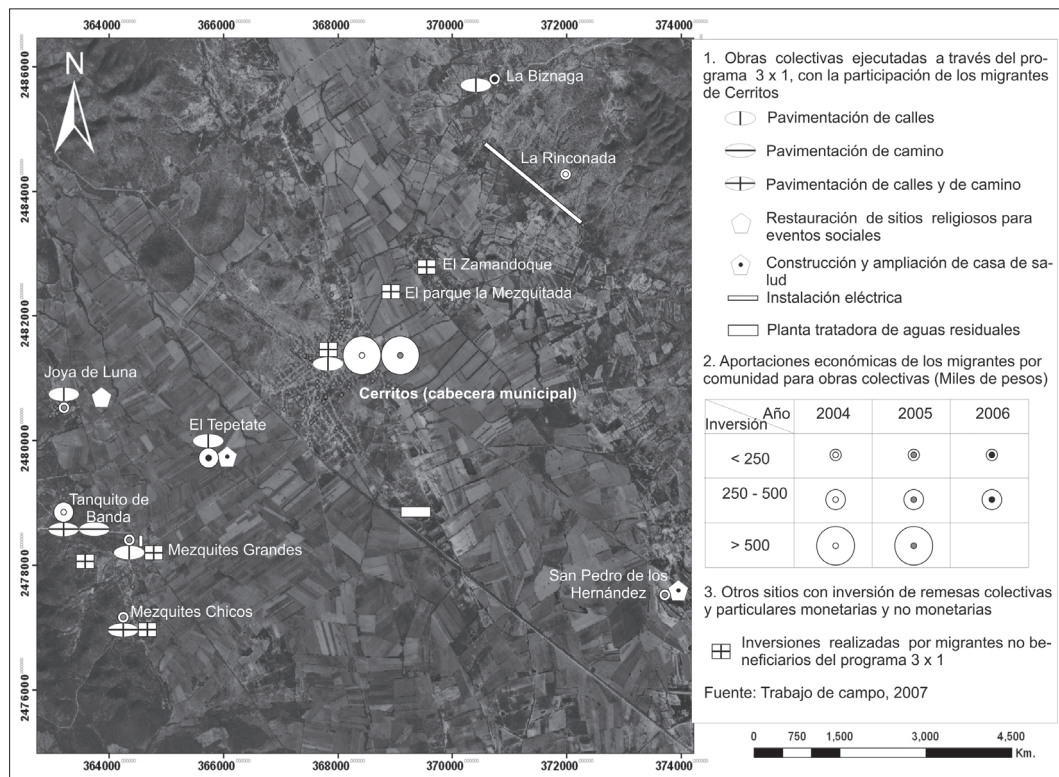 364000 366000 368000 370000 372000 374000
2486000
2484000
2482000
2480000
2478000
2476000
N
La Biznaga
La Rinconada
El Zamandoque
El parque la Mezquitada
Cerritos (cabecera municipal)
Joya de Luna
El Tepetate
Tanquito de
Banda
Mezquites Grandes
Mezquites Chicos
San Pedro de los
Hernández
364000 366000 368000 370000 372000 374000
1. Obras colectivas ejecutadas a través del pro-
grama 3 x 1, con la participación de los migrantes
de Cerritos
Pavimentación de calles
Pavimentación de camino
Pavimentación de calles y de camino
Restauración de sitios religiosos para
eventos sociales
Construcción y ampliación de casa de sa-
lud
Instalación eléctrica
Planta tratadora de aguas residuales
2. Aportaciones económicas de los migrantes por
comunidad para obras colectivas (Miles de pesos)
Año 2004 2005 2006
Inversión
< 250
250 - 500
> 500
3. Otros sitios con inversión de remesas colectivas
y particulares monetarias y no monetarias
Inversiones realizadas por migrantes no be-
neficiarios del programa 3 x 1
Fuente: Trabajo de campo, 2007
0 750 1,500 3,000 4,500
Km.